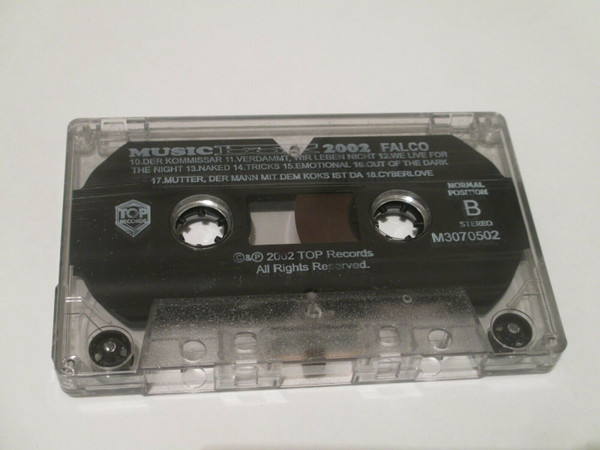 MUSIC BOX 2002 FALCO
10.DER KOMMISSAR 11.VERDAMMT, WIR LEBEN NICHT 12.WE LIVE FOR
THE NIGHT 13.NAKED 14.TRICKS 15.EMOTIONAL 16.OUT OF THE DARK
17.MUTTER, DER MANN MIT DEM KOKS IST DA 18.CYBERLOVE
TOP
RECORDS
NORMAL
POSITION
B
STEREO
M3070502
©&℗ 2002 TOP Records
All Rights Reserved.